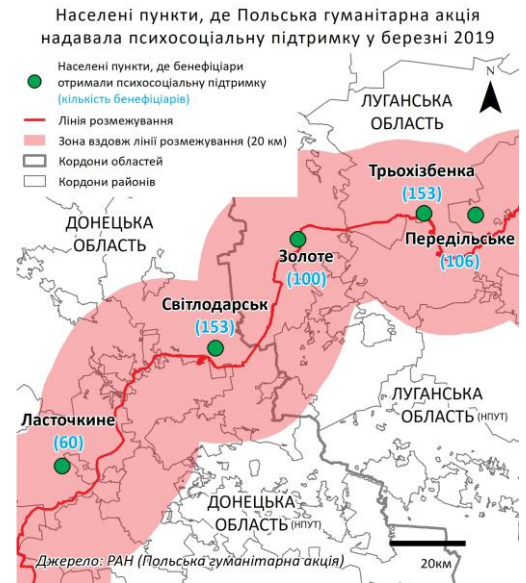 Населені пункти, де Польська гуманітарна акція
надавала психосоціальну підтримку у березні 2019
Населені пункти, де бенефіціари
отримали психосоціальну підтримку
(кількість бенефіціарів)
Лінія розмежування
Зона вздовж лінії розмежування (20 км)
Кордони областей
Кордони районів
N
ЛУГАНСЬКА
ОБЛАСТЬ
ДОНЕЦЬКА
ОБЛАСТЬ
Трьохізбенка
(153)
Передільське
(106)
Золоте
(100)
Світлодарськ
(153)
Ласточкине
(60)
ЛУГАНСЬКА
ОБЛАСТЬ (НПУТ)
ДОНЕЦЬКА
ОБЛАСТЬ (НПУТ)
20км
Джерело: PAH (Польська гуманітарна акція)